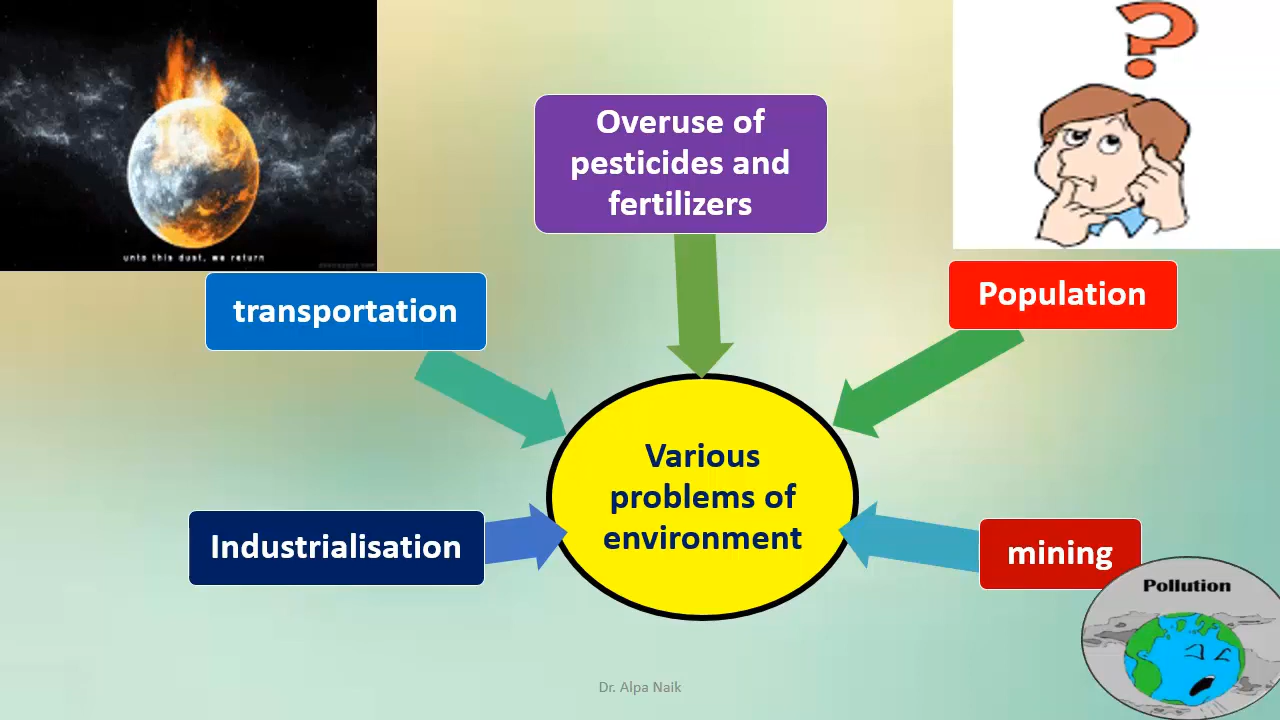 ?
unto this dust, we return
Overuse of
pesticides and
fertilizers
transportation
Population
Various
problems of
environment
Industrialisation
mining
Pollution
Dr. Alpa Naik